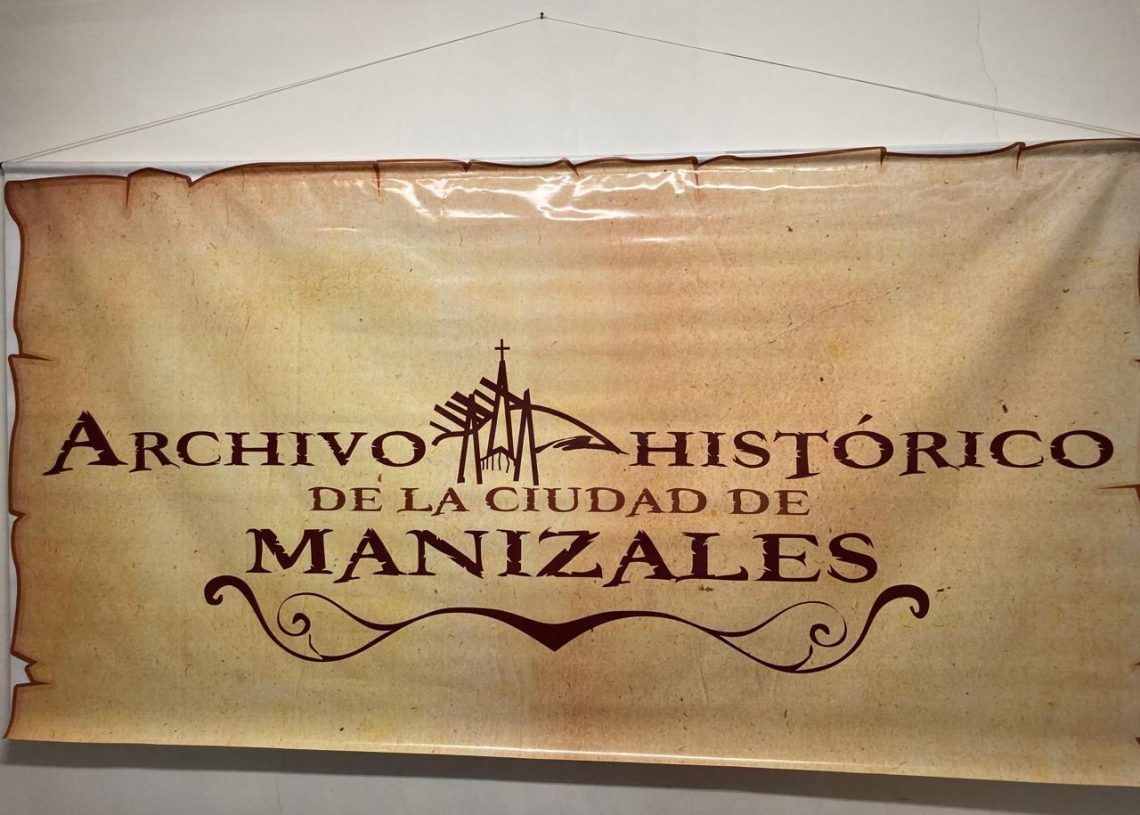 ARCHIVO HISTÓRICO
DE LA CIUDAD DE
MANIZALES